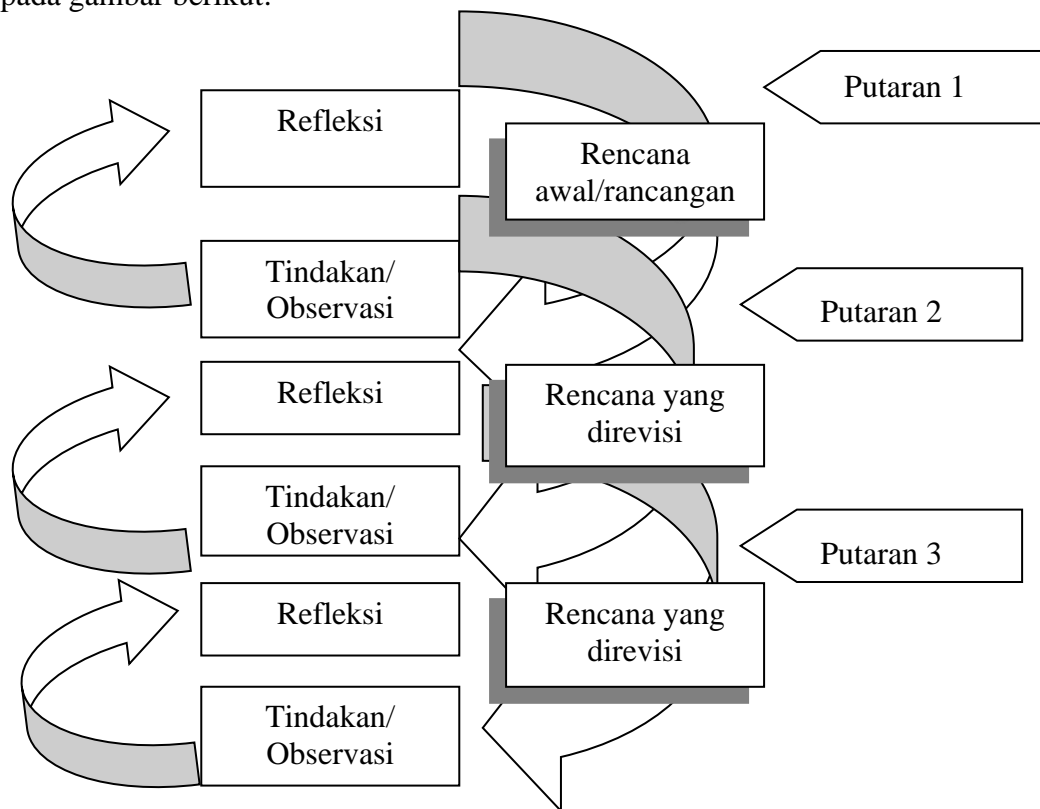 pada gambar berikut:
Putaran 1
Refleksi
Rencana
awal/rancangan
Tindakan/
Observasi
Putaran 2
Refleksi
Rencana yang
direvisi
Tindakan/
Observasi
Putaran 3
Refleksi
Rencana yang
direvisi
Tindakan/
Observasi